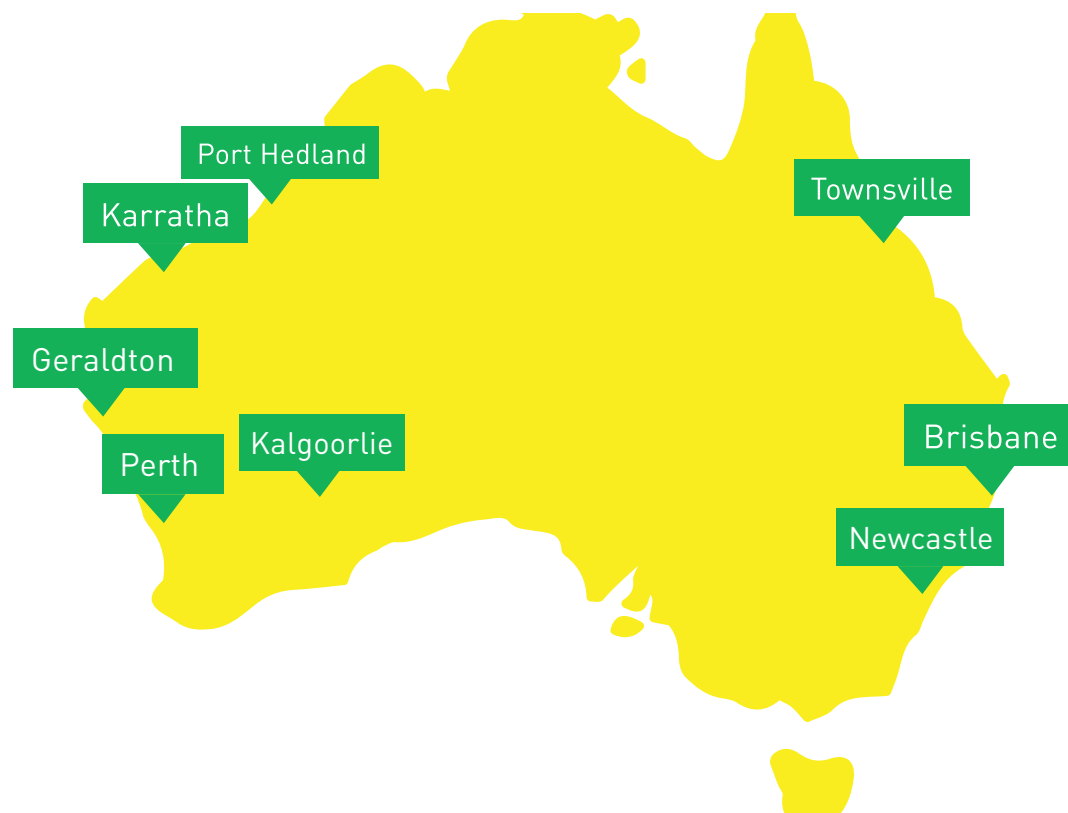 Port Hedland
Townsville
Karratha
Geraldton
Brisbane
Kalgoorlie
Perth
Newcastle